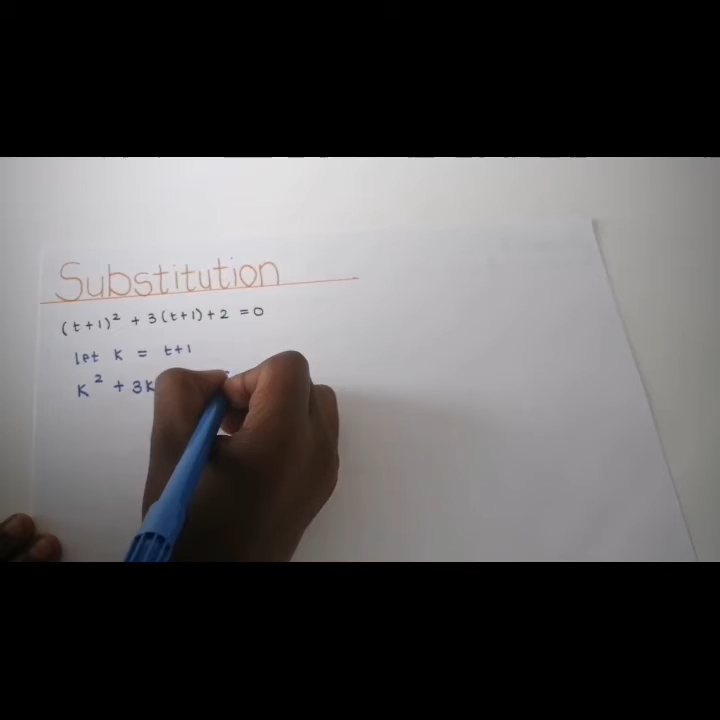 Substitution
(t+1)² + 3(t+1) + 2 = 0
let k = t+1
k² + 3k